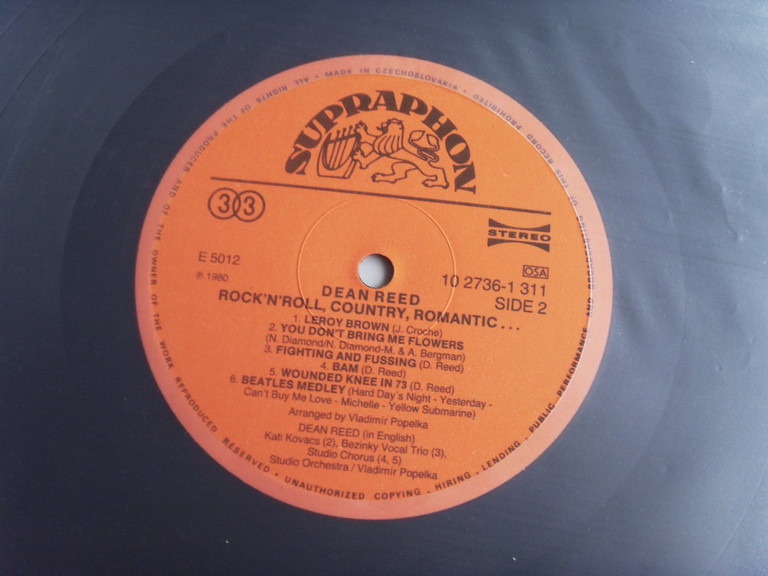 SUPRAPHON
33
STEREO
E 5012
℗ 1980
OSA
10 2736-1 311
SIDE 2
DEAN REED
ROCK'N'ROLL, COUNTRY, ROMANTIC...
1. LEROY BROWN (J. Croche)
2. YOU DON'T BRING ME FLOWERS
(N. Diamond/N. Diamond-M. & A. Bergman)
3. FIGHTING AND FUSSING (D. Reed)
4. BAM (D. Reed)
5. WOUNDED KNEE IN 73 (D. Reed)
6. BEATLES MEDLEY (Hard Day's Night - Yesterday -
Can't Buy Me Love - Michelle - Yellow Submarine)
Arranged by Vladimír Popelka
DEAN REED (in English)
Kati Kovacs (2), Bezinky Vocal Trio (3),
Studio Chorus (4, 5)
Studio Orchestra / Vladimír Popelka
MADE IN CZECHOSLOVAKIA • ALL RIGHTS OF THE PRODUCER AND OF THE OWNER OF THE WORK REPRODUCED RESERVED • UNAUTHORIZED COPYING • HIRING • LENDING • PUBLIC PERFORMANCE AND BROADCASTING OF THIS RECORD PROHIBITED